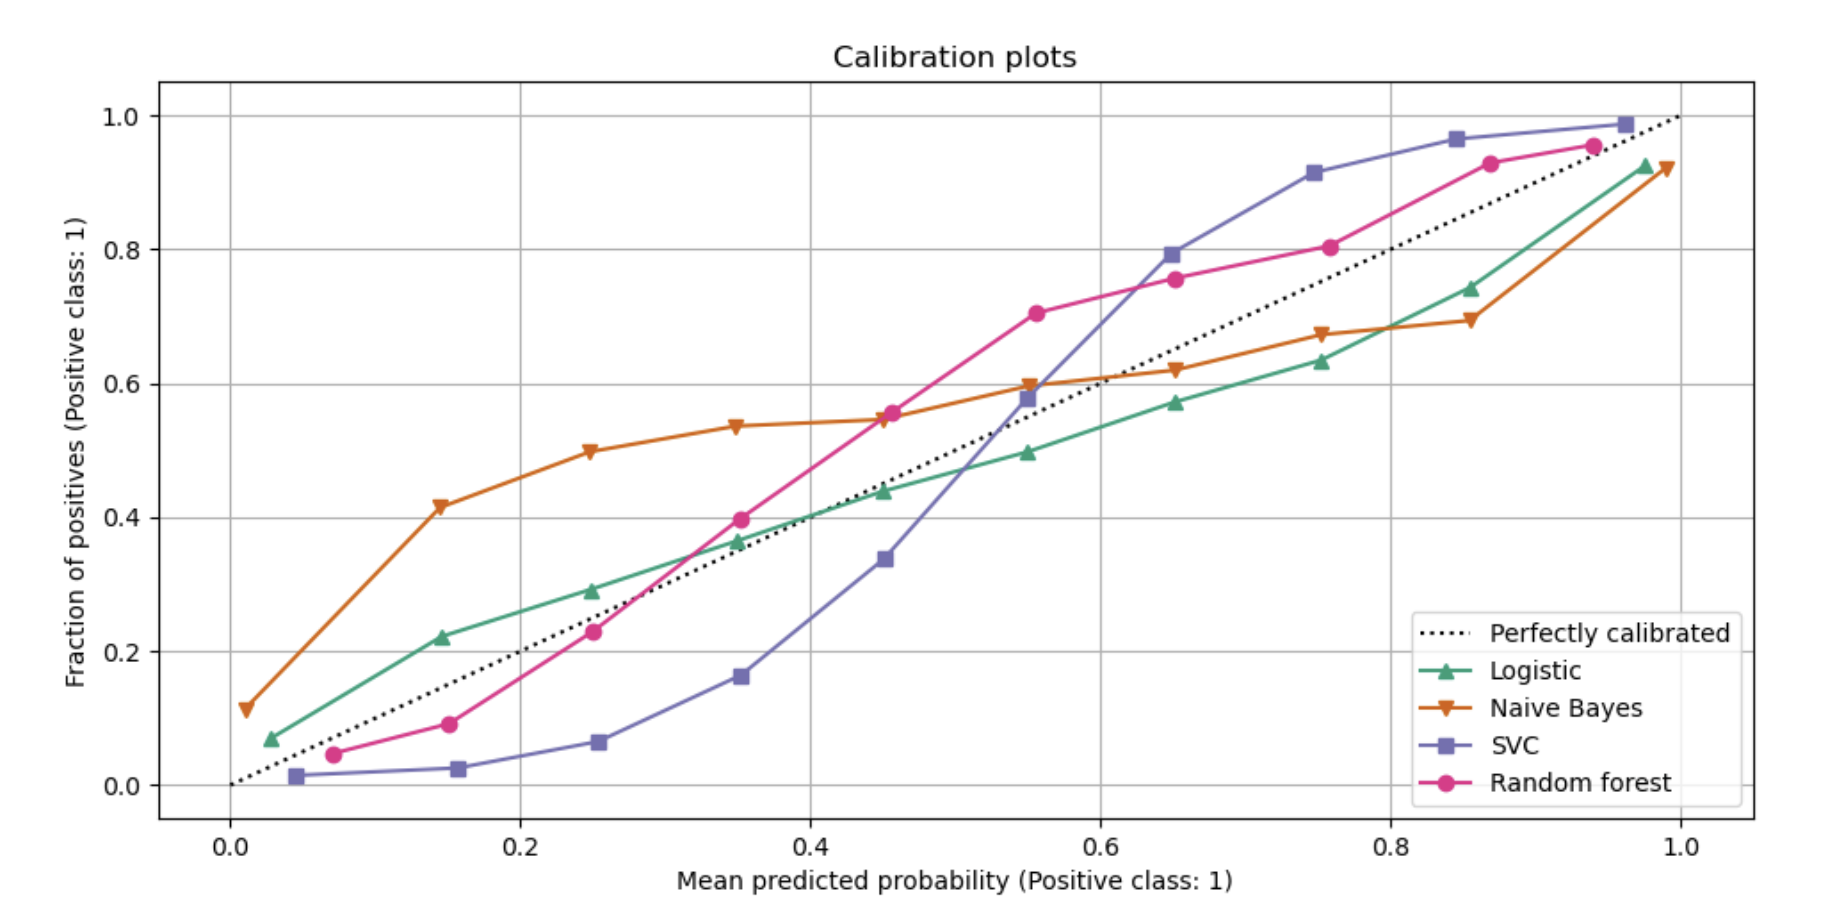 Calibration plots
1.0
0.8
0.6
0.4
0.2
0.0
Fraction of positives (Positive class: 1)
Perfectly calibrated
Logistic
Naive Bayes
SVC
Random forest
0.0 0.2 0.4 0.6 0.8 1.0
Mean predicted probability (Positive class: 1)